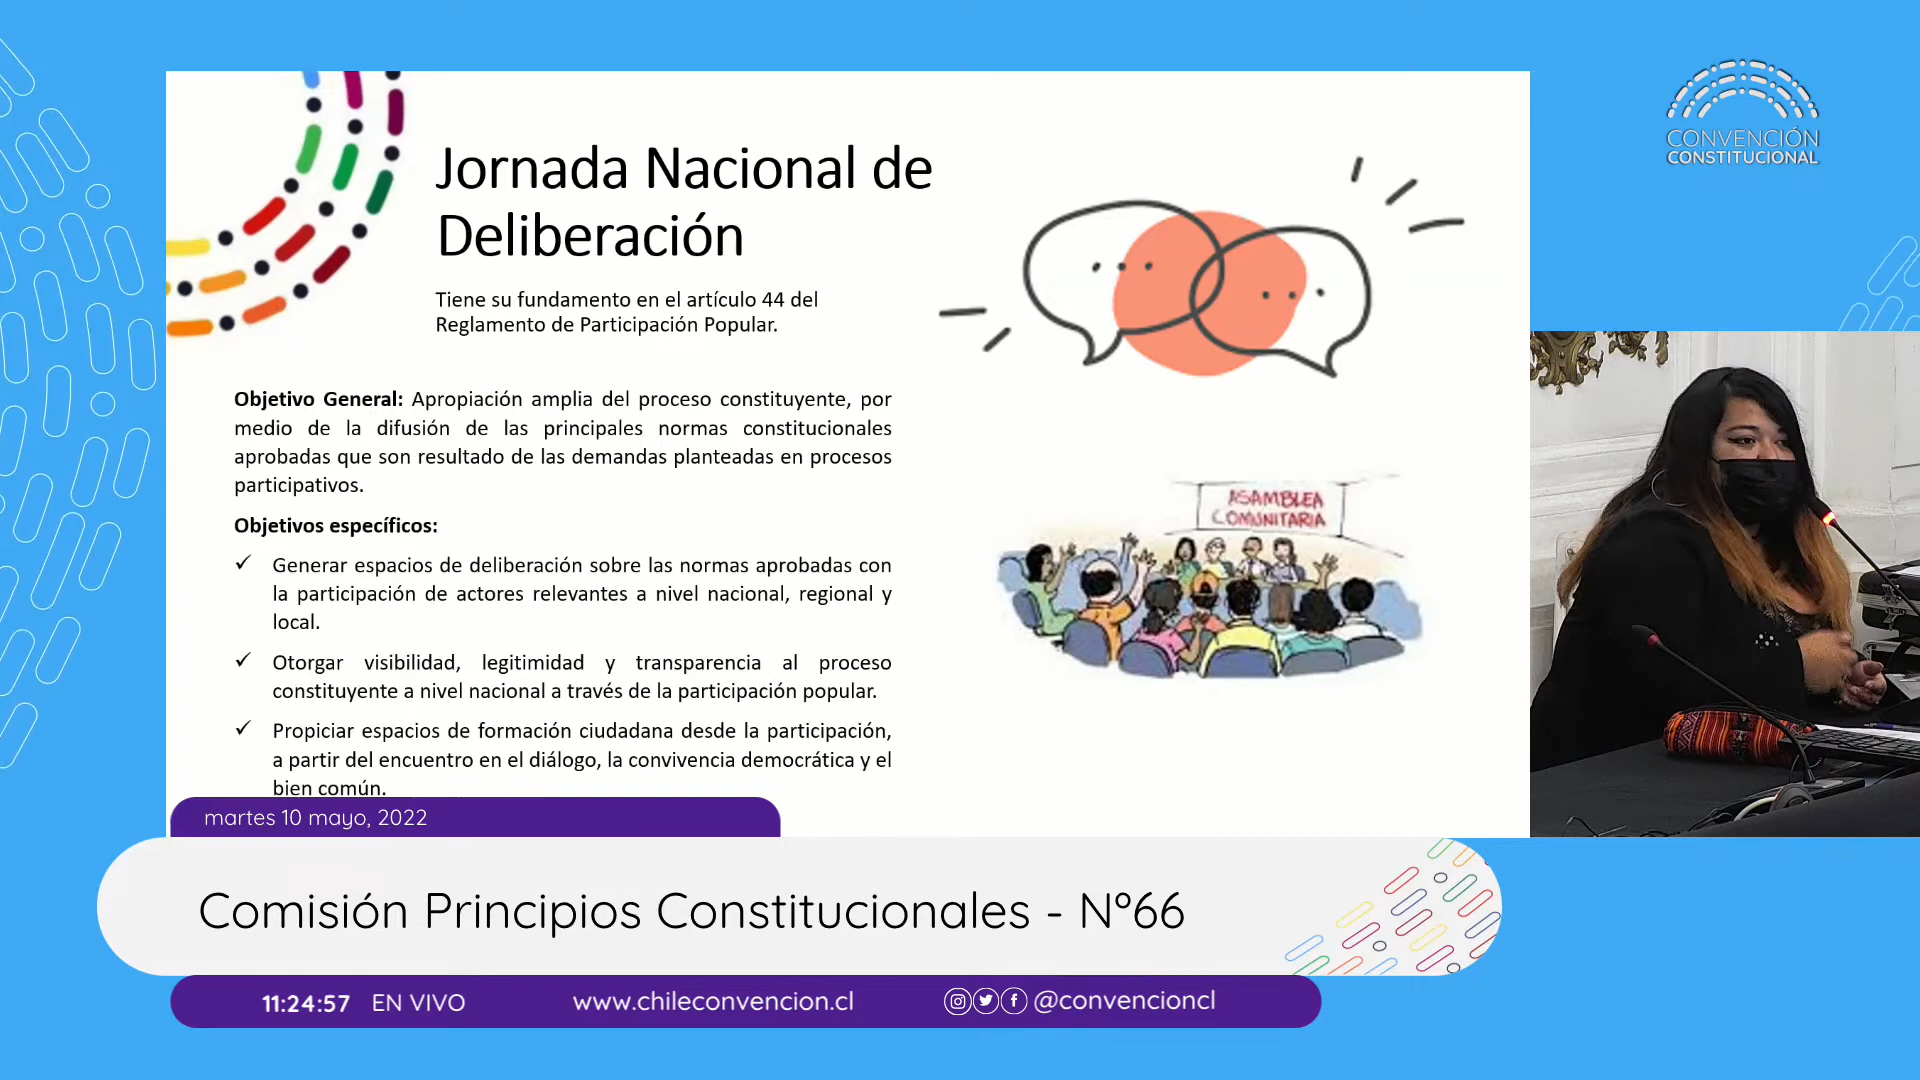 CONVENCIÓN
CONSTITUCIONAL
Jornada Nacional de
Deliberación
Tiene su fundamento en el artículo 44 del
Reglamento de Participación Popular.
Objetivo General: Apropiación amplia del proceso constituyente, por
medio de la difusión de las principales normas constitucionales
aprobadas que son resultado de las demandas planteadas en procesos
participativos.
Objetivos específicos:
✓ Generar espacios de deliberación sobre las normas aprobadas con
la participación de actores relevantes a nivel nacional, regional y
local.
✓ Otorgar visibilidad, legitimidad y transparencia al proceso
constituyente a nivel nacional a través de la participación popular.
✓ Propiciar espacios de formación ciudadana desde la participación,
a partir del encuentro en el diálogo, la convivencia democrática y el
bien común.
ASAMBLEA
COMUNITARIA
martes 10 mayo, 2022
Comisión Principios Constitucionales - N°66
11:24:57 EN VIVO www.chileconvencion.cl @convencioncl